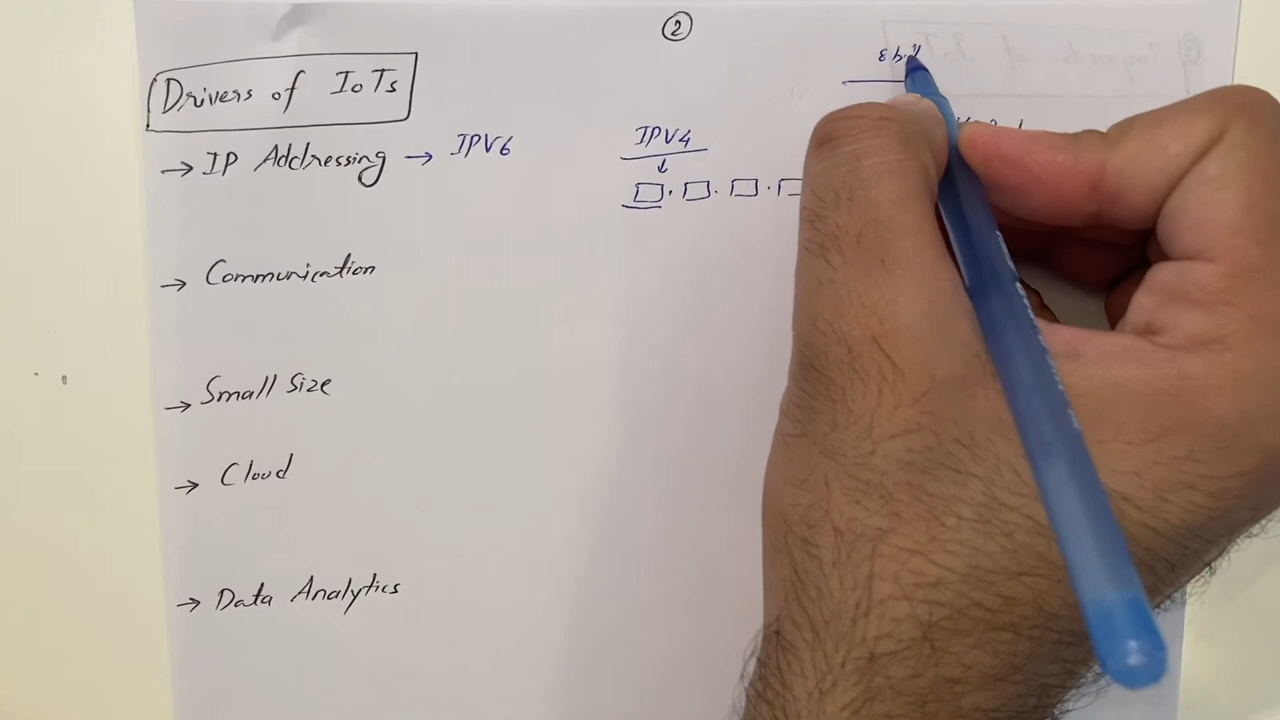 2
Drivers of IoTs
→ IP Addressing → IPV6
IPV4
→ Communication
→ Small Size
→ Cloud
→ Data Analytics